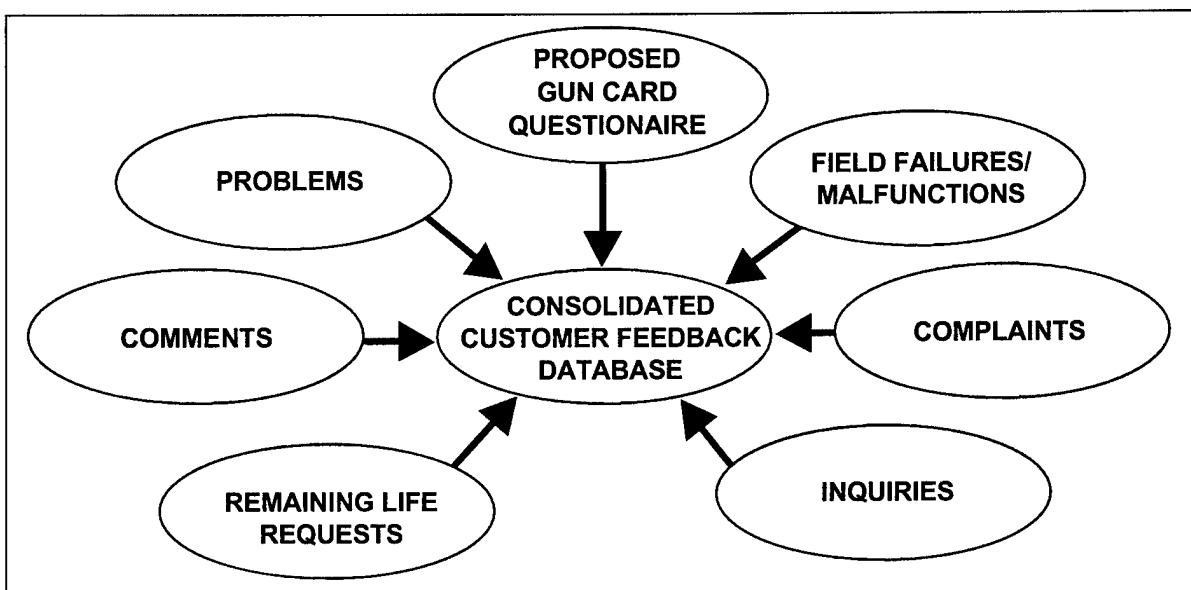 PROPOSED
GUN CARD
QUESTIONAIRE
PROBLEMS
FIELD FAILURES/
MALFUNCTIONS
COMMENTS
CONSOLIDATED
CUSTOMER FEEDBACK
DATABASE
COMPLAINTS
REMAINING LIFE
REQUESTS
INQUIRIES